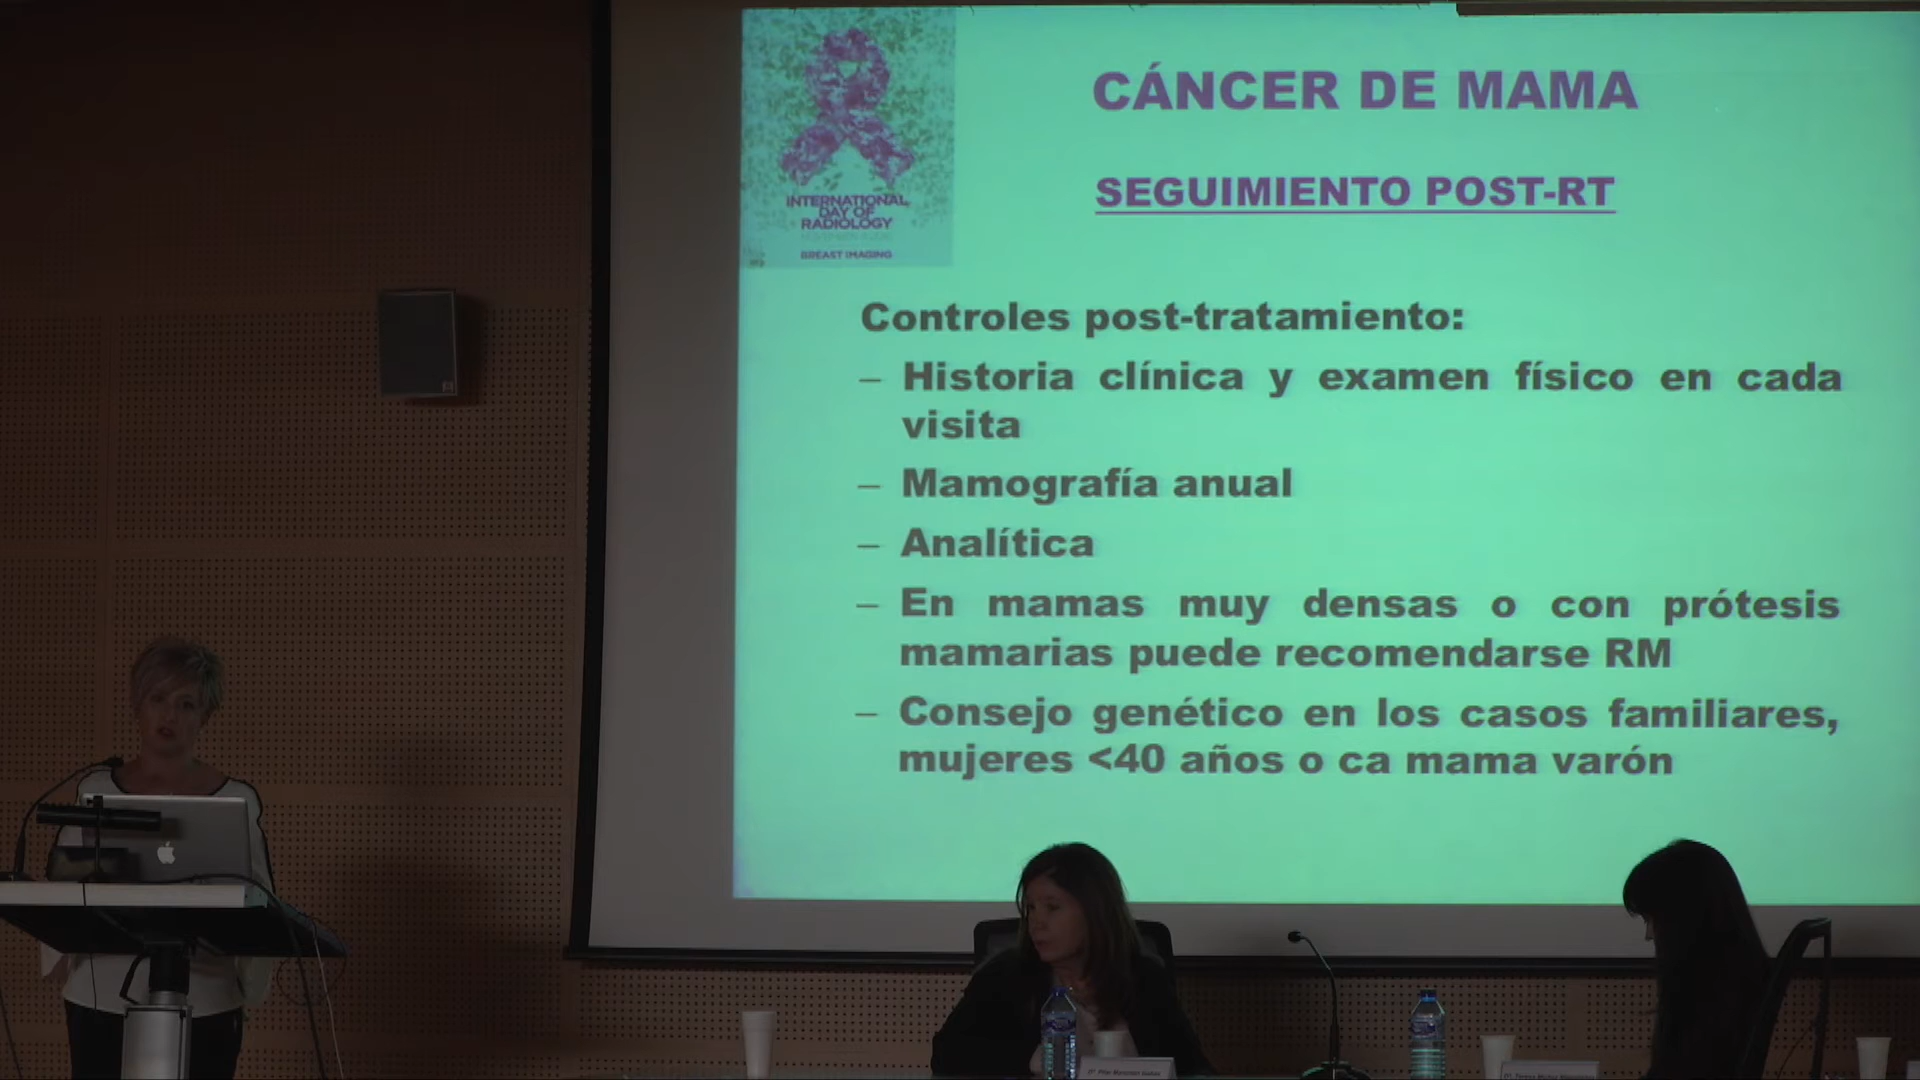 INTERNATIONAL
DAY OF
RADIOLOGY
BREAST IMAGING
CÁNCER DE MAMA
SEGUIMIENTO POST-RT
Controles post-tratamiento:
– Historia clínica y examen físico en cada
visita
– Mamografía anual
– Analítica
– En mamas muy densas o con prótesis
mamarias puede recomendarse RM
– Consejo genético en los casos familiares,
mujeres <40 años o ca mama varón